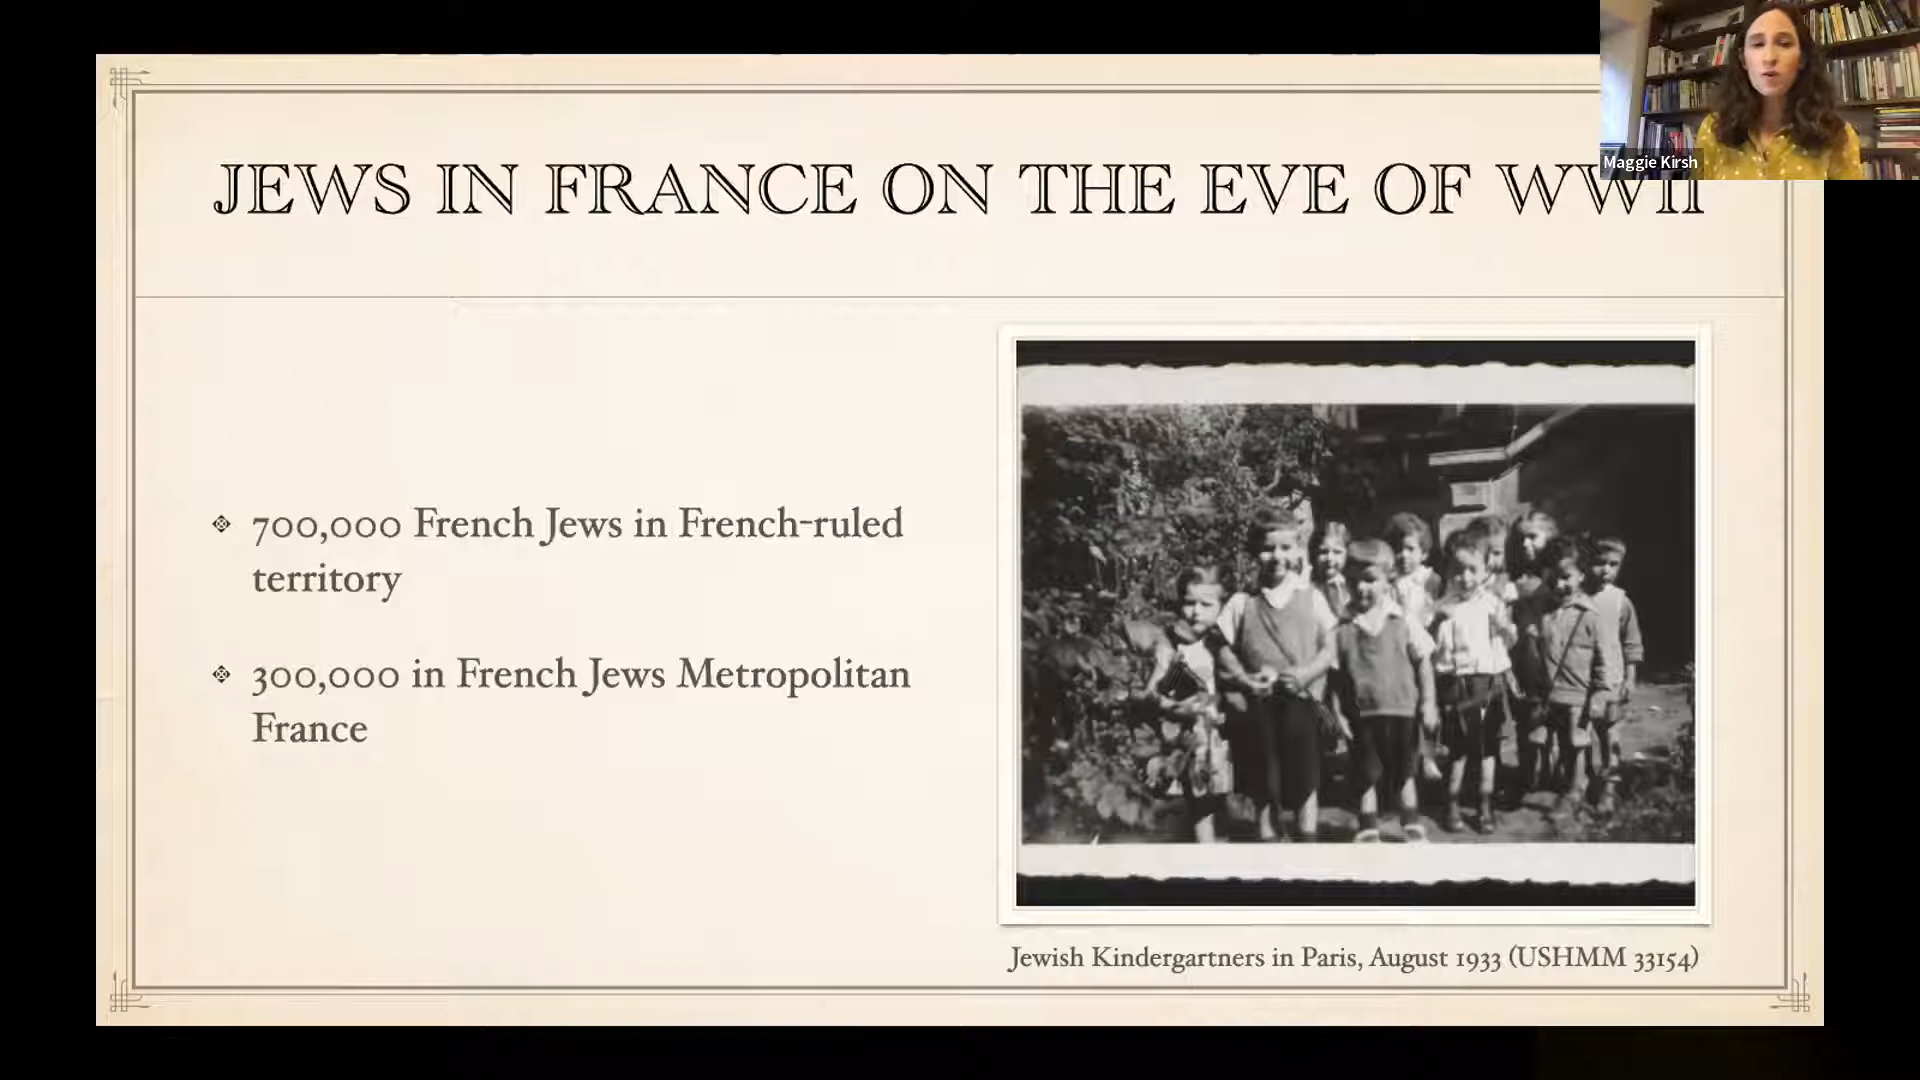 Maggie Kirsh
JEWS IN FRANCE ON THE EVE OF WWII
700,000 French Jews in French-ruled
territory
300,000 in French Jews Metropolitan
France
Jewish Kindergartners in Paris, August 1933 (USHMM 33154)